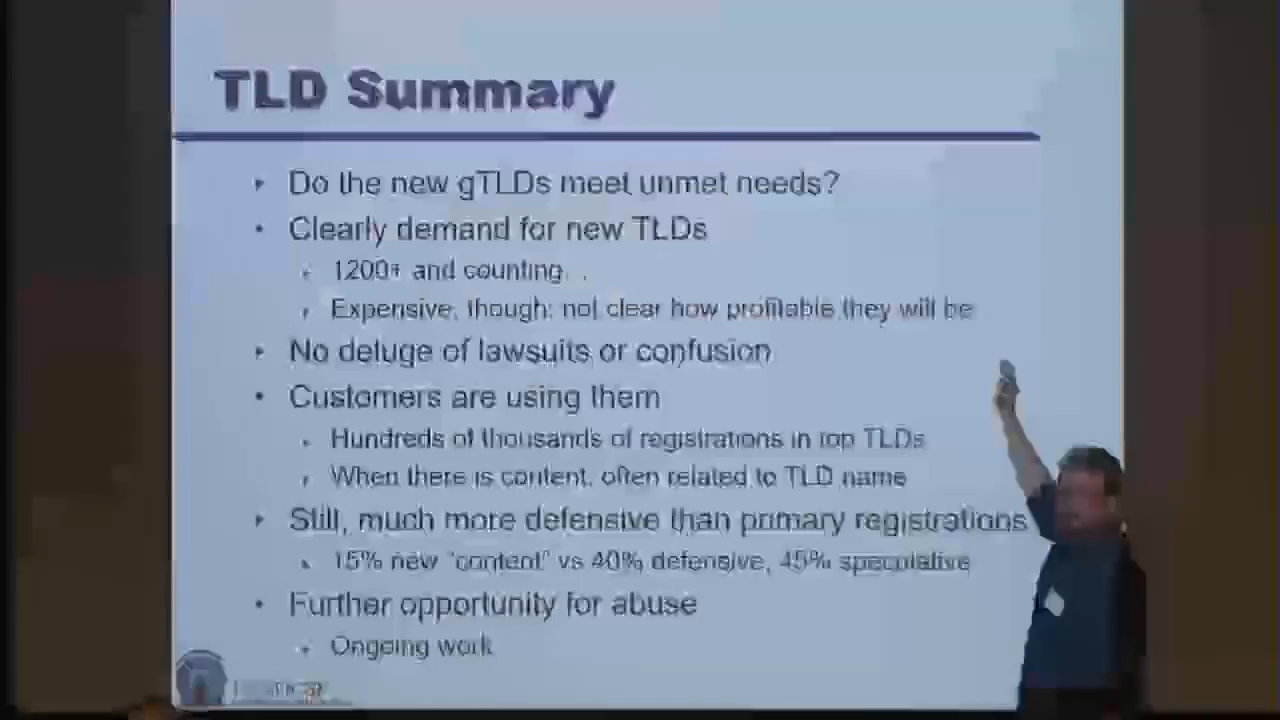 TLD Summary
Do the new gTLDs meet unmet needs?
Clearly demand for new TLDs
1200+ and counting…
Expensive, though: not clear how profitable they will be
No deluge of lawsuits or confusion
Customers are using them
Hundreds of thousands of registrations in top TLDs
When there is content, often related to TLD name
Still, much more defensive than primary registrations
15% new "content" vs 40% defensive, 45% speculative
Further opportunity for abuse
Ongoing work